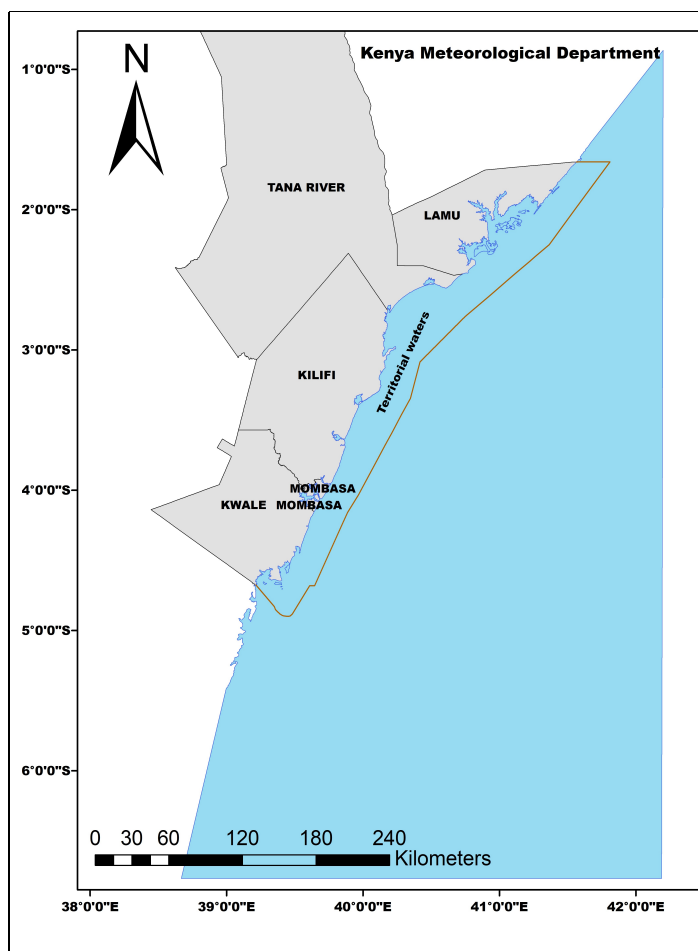 Kenya Meteorological Department
N
1°0'0"S
2°0'0"S
3°0'0"S
4°0'0"S
5°0'0"S
6°0'0"S
TANA RIVER
LAMU
KILIFI
Territorial waters
MOMBASA
KWALE MOMBASA
0 30 60 120 180 240
Kilometers
38°0'0"E 39°0'0"E 40°0'0"E 41°0'0"E 42°0'0"E